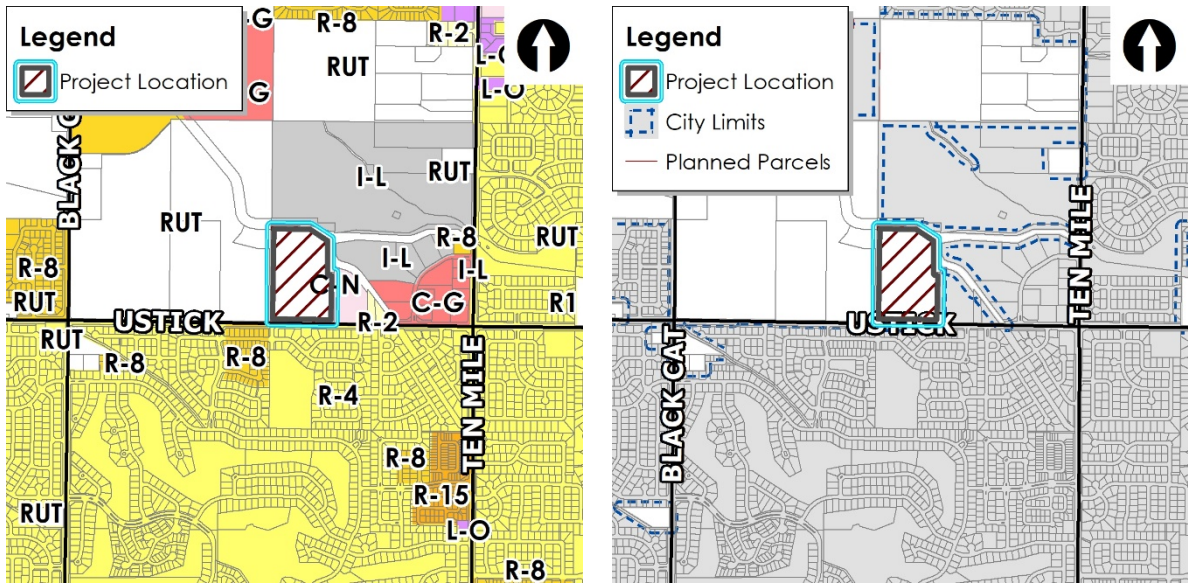 Legend
Project Location
-G
R-8
R-2
RUT
L-O
L-O
G
BLACK C
I-L
RUT
RUT
R-8
RUT
R-8
I-L
I-L
RUT
C-N
C-G
R1
RUT
USTICK
R-2
R-8
R-8
R-4
TEN MILE
R-8
R-15
RUT
L-O
R-8
Legend
Project Location
City Limits
Planned Parcels
TEN MILE
USTICK
BLACK CAT